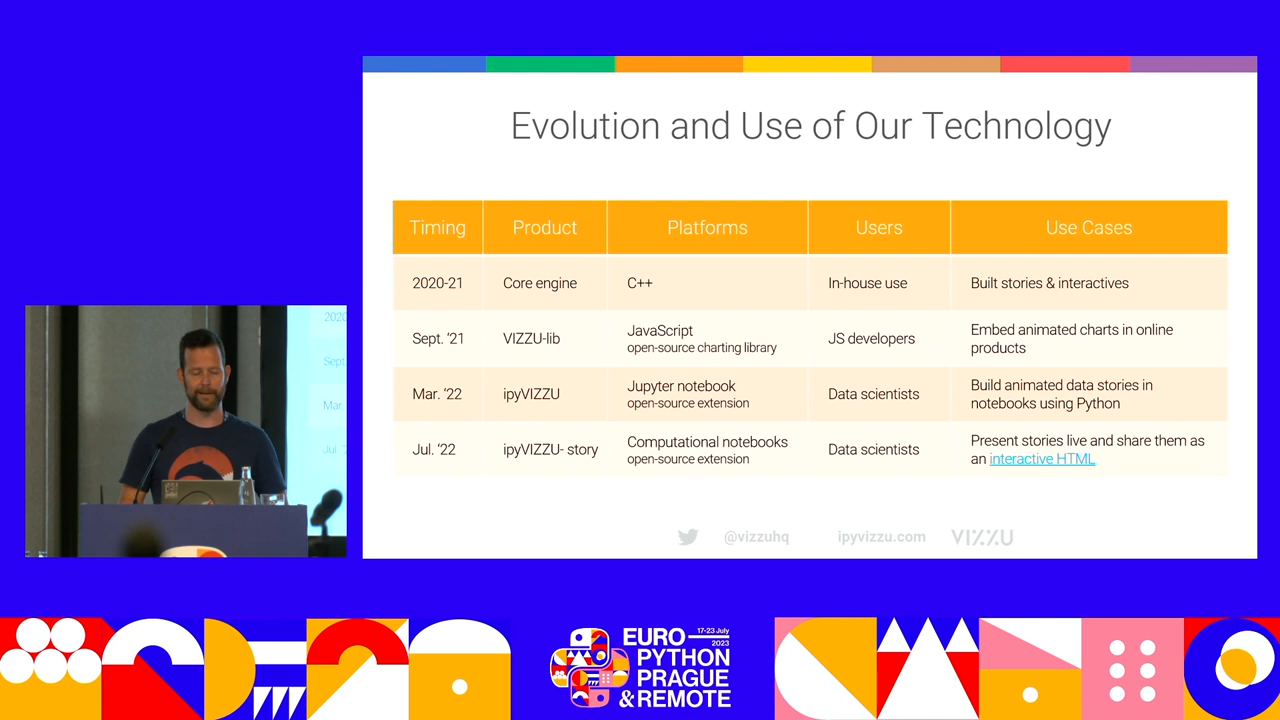 Evolution and Use of Our Technology
Timing Product Platforms Users Use Cases
2020-21 Core engine C++ In-house use Built stories & interactives
Sept. ‘21 VIZZU-lib JavaScript
open-source charting library JS developers Embed animated charts in online
products
Mar. ‘22 ipyVIZZU Jupyter notebook
open-source extension Data scientists Build animated data stories in
notebooks using Python
Jul. ‘22 ipyVIZZU- story Computational notebooks
open-source extension Data scientists Present stories live and share them as
an interactive HTML
@vizzuhq ipyvizzu.com VIZZU
2020
Sept.
Mar
Jul
EURO 17-23 July
2023
PYTHON
PRAGUE
& REMOTE